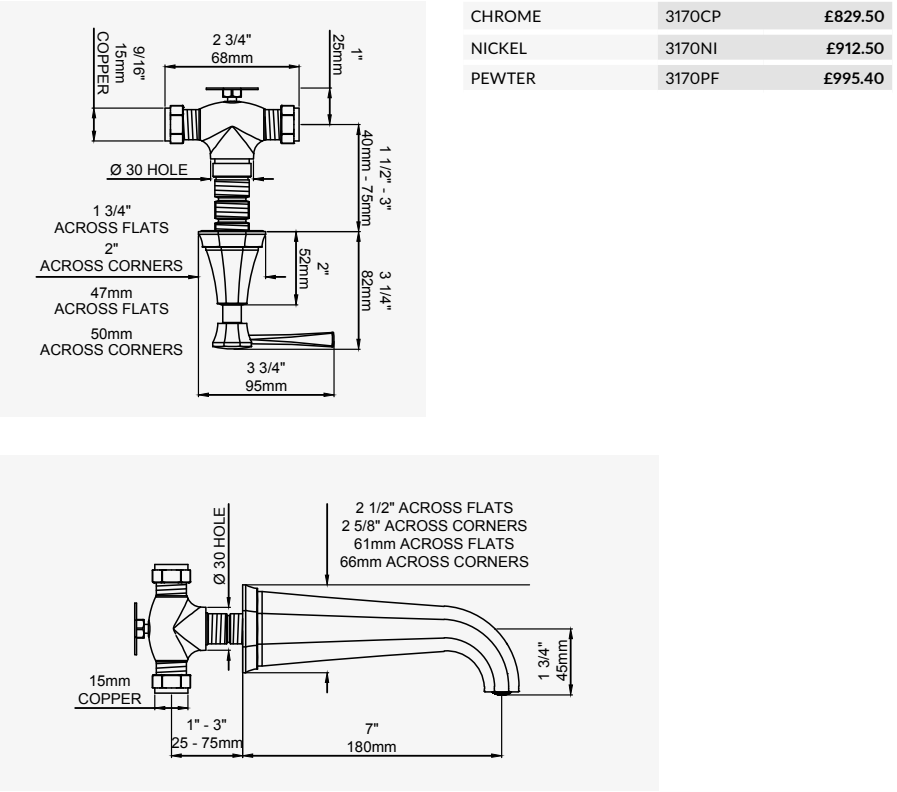 CHROME 3170CP £829.50
NICKEL 3170NI £912.50
PEWTER 3170PF £995.40
9/16"
15mm
COPPER
2 3/4"
68mm
1"
25mm
Ø 30 HOLE
1 1/2" - 3"
40mm - 75mm
1 3/4"
ACROSS FLATS
2"
ACROSS CORNERS
47mm
ACROSS FLATS
50mm
ACROSS CORNERS
2"
52mm
3 1/4"
82mm
3 3/4"
95mm
Ø 30 HOLE
2 1/2" ACROSS FLATS
2 5/8" ACROSS CORNERS
61mm ACROSS FLATS
66mm ACROSS CORNERS
1 3/4"
45mm
15mm
COPPER
1" - 3"
25 - 75mm
7"
180mm